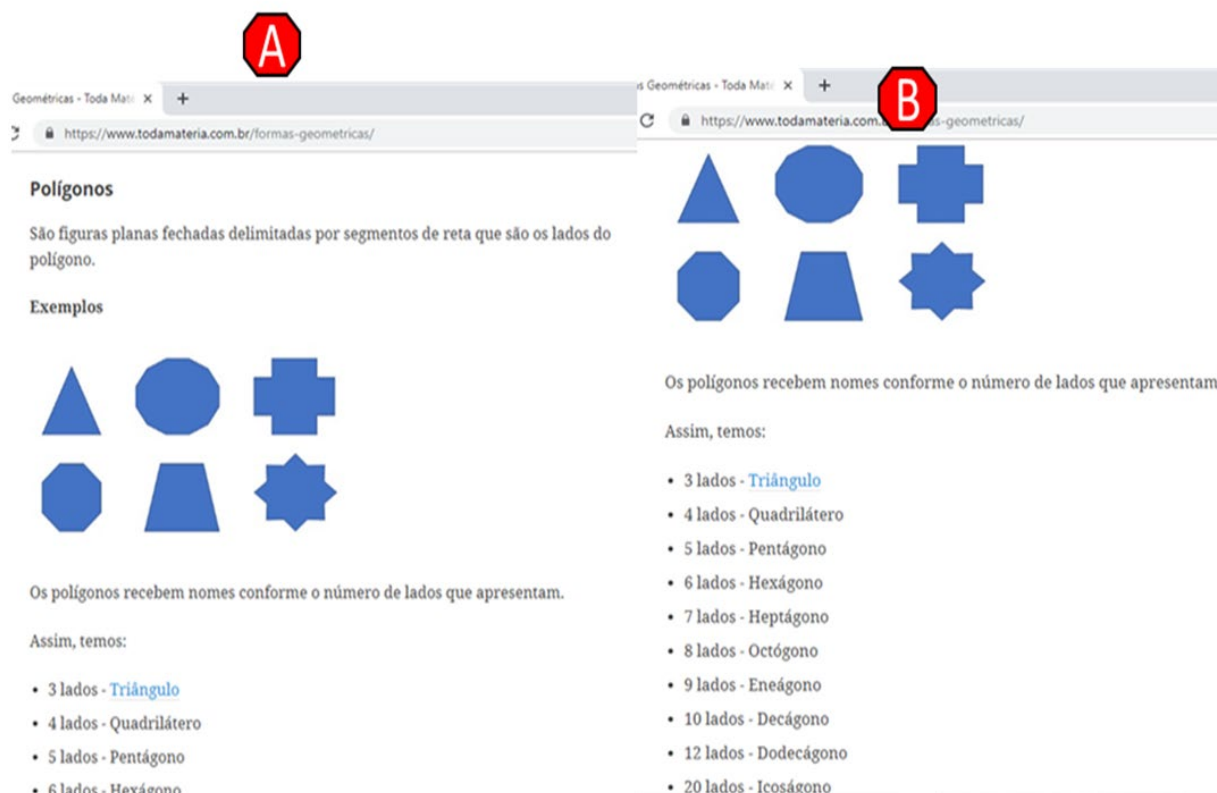 A
Geométricas - Toda Maté
https://www.todamateria.com.br/formas-geometricas/
Polígonos
São figuras planas fechadas delimitadas por segmentos de reta que são os lados do
polígono.
Exemplos
Os polígonos recebem nomes conforme o número de lados que apresentam.
Assim, temos:
• 3 lados - Triângulo
• 4 lados - Quadrilátero
• 5 lados - Pentágono
• 6 lados - Hexágono
B
s Geométricas - Toda Maté
https://www.todamateria.com. s-geometricas/
Os polígonos recebem nomes conforme o número de lados que apresentam
Assim, temos:
• 3 lados - Triângulo
• 4 lados - Quadrilátero
• 5 lados - Pentágono
• 6 lados - Hexágono
• 7 lados - Heptágono
• 8 lados - Octógono
• 9 lados - Eneágono
• 10 lados - Decágono
• 12 lados - Dodecágono
• 20 lados - Icoságono